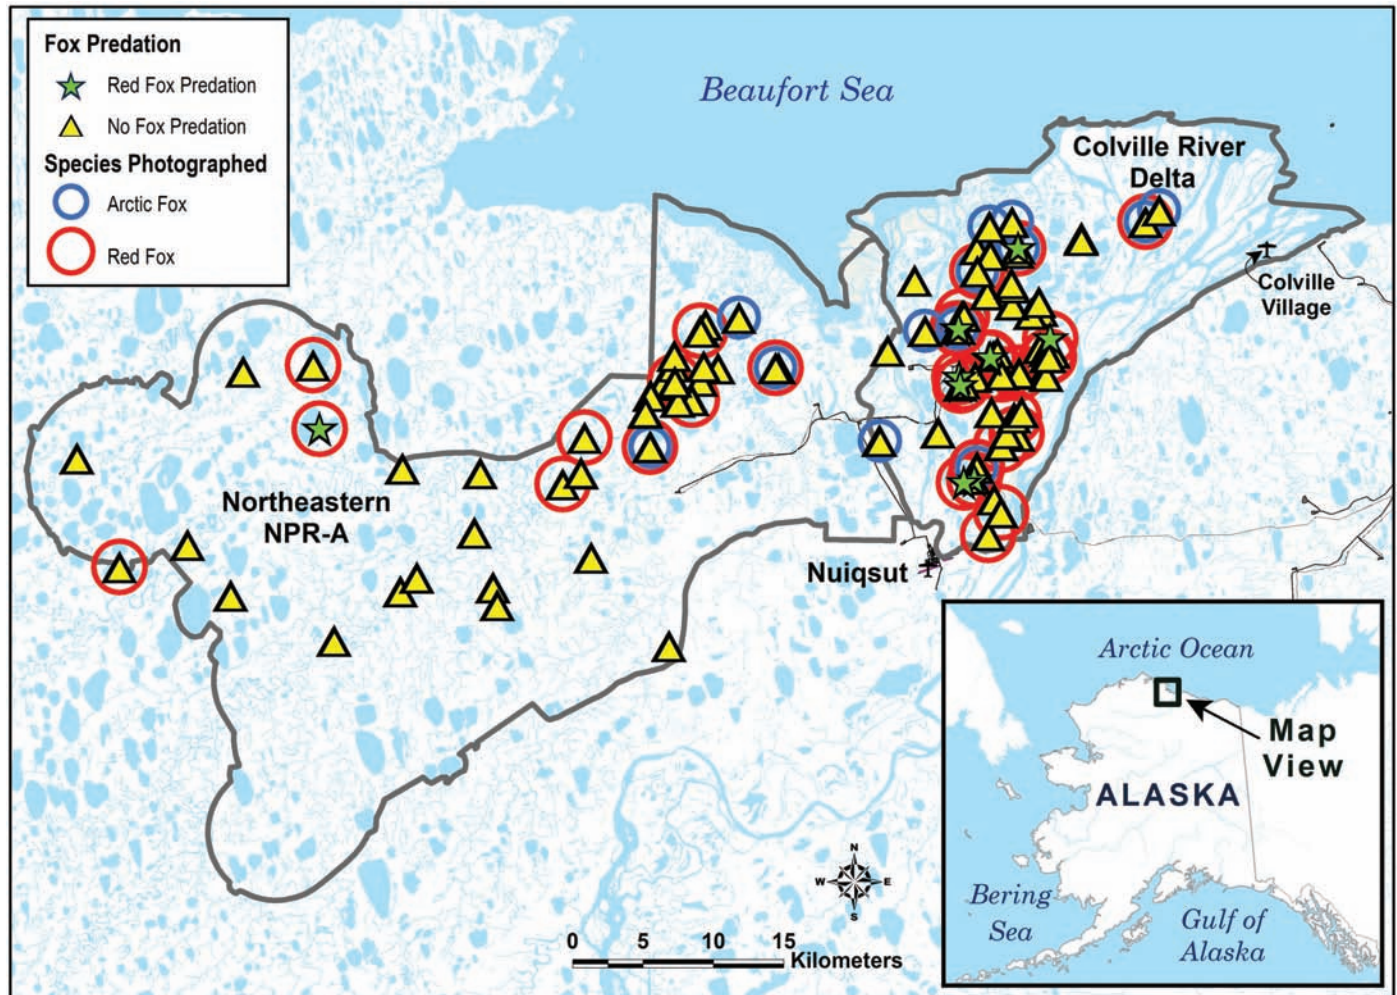 Fox Predation
Red Fox Predation
No Fox Predation
Species Photographed
Arctic Fox
Red Fox
Beaufort Sea
Colville River
Delta
Colville
Village
Northeastern
NPR-A
Nuiqsut
Arctic Ocean
Map
View
ALASKA
Bering
Sea
Gulf of
Alaska
N
W
E
S
0 5 10 15
Kilometers